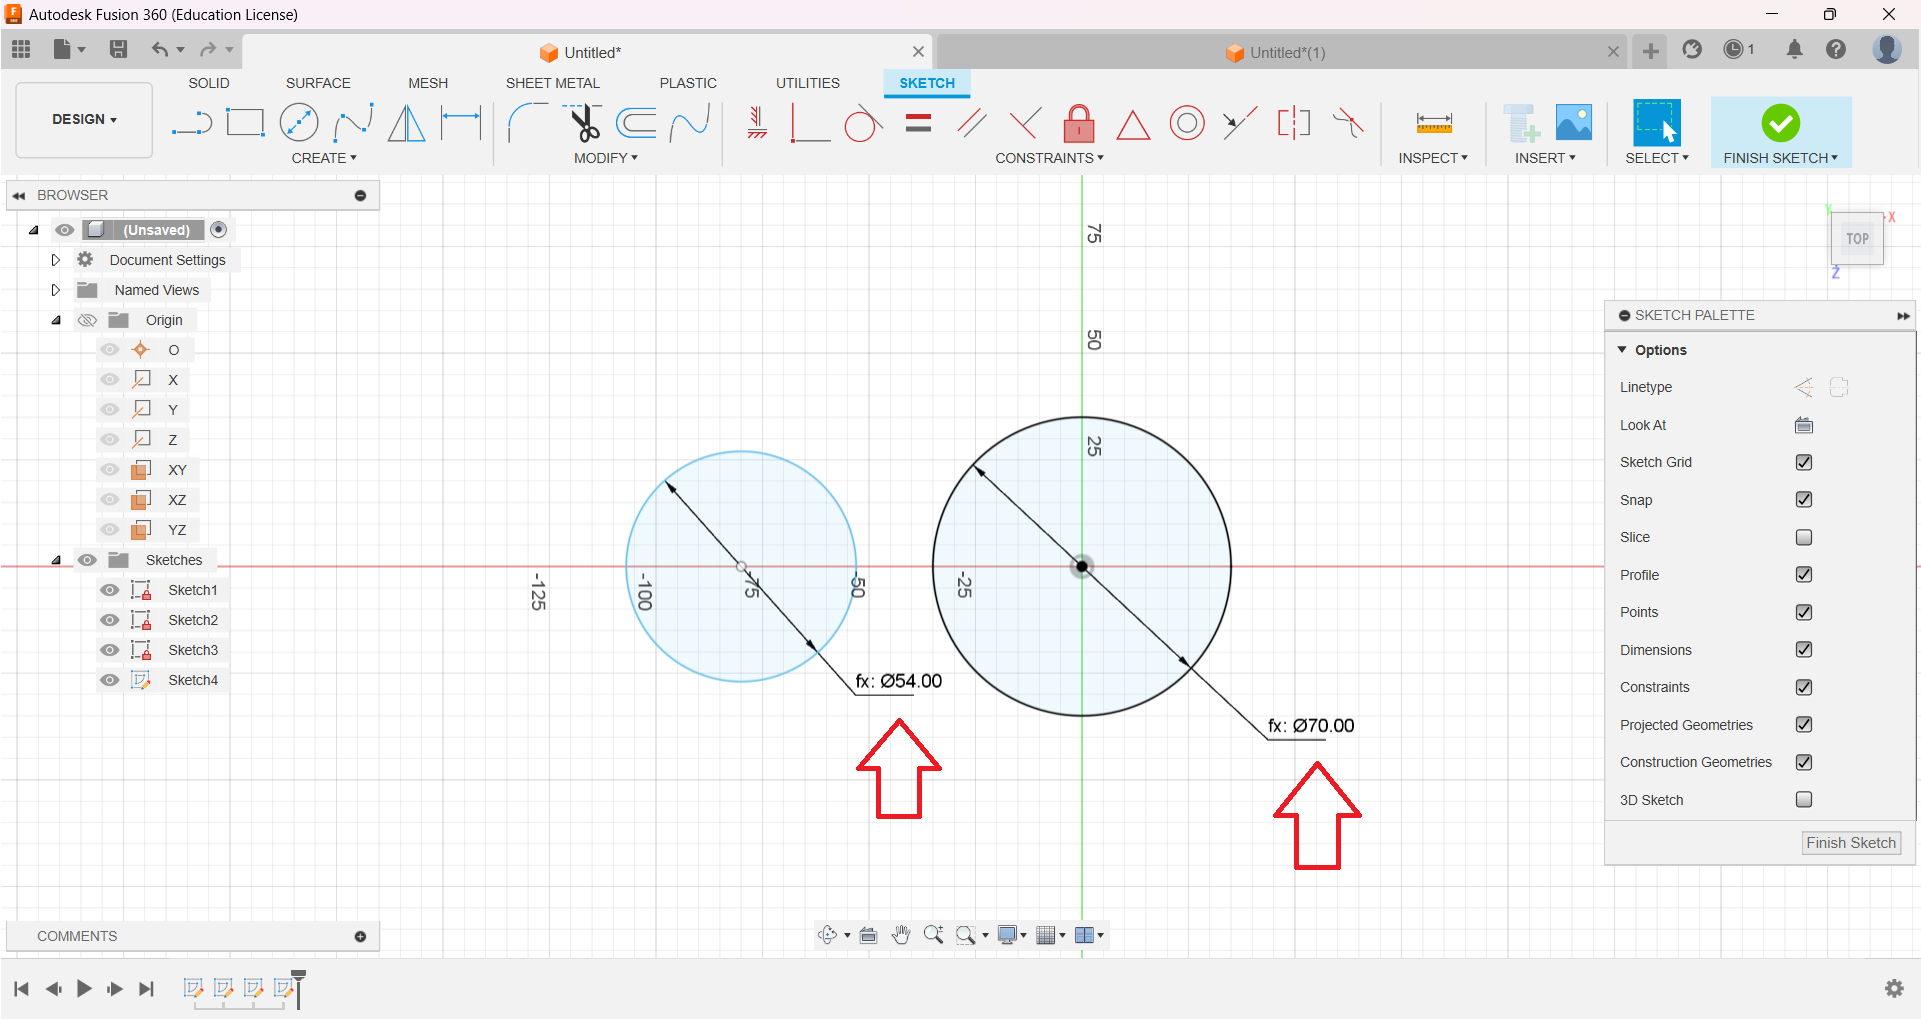 Autodesk Fusion 360 (Education License)
Untitled*
Untitled*(1)
1
SOLID
SURFACE
MESH
SHEET METAL
PLASTIC
UTILITIES
SKETCH
DESIGN
CREATE
MODIFY
CONSTRAINTS
INSPECT
INSERT
SELECT
FINISH SKETCH
BROWSER
(Unsaved)
Document Settings
Named Views
Origin
O
X
Y
Z
XY
XZ
YZ
Sketches
Sketch1
Sketch2
Sketch3
Sketch4
75
50
25
-125
-100
-75
-50
-25
fx: Ø54.00
fx: Ø70.00
Y
X
TOP
Z
SKETCH PALETTE
Options
Linetype
Look At
Sketch Grid
Snap
Slice
Profile
Points
Dimensions
Constraints
Projected Geometries
Construction Geometries
3D Sketch
Finish Sketch
COMMENTS